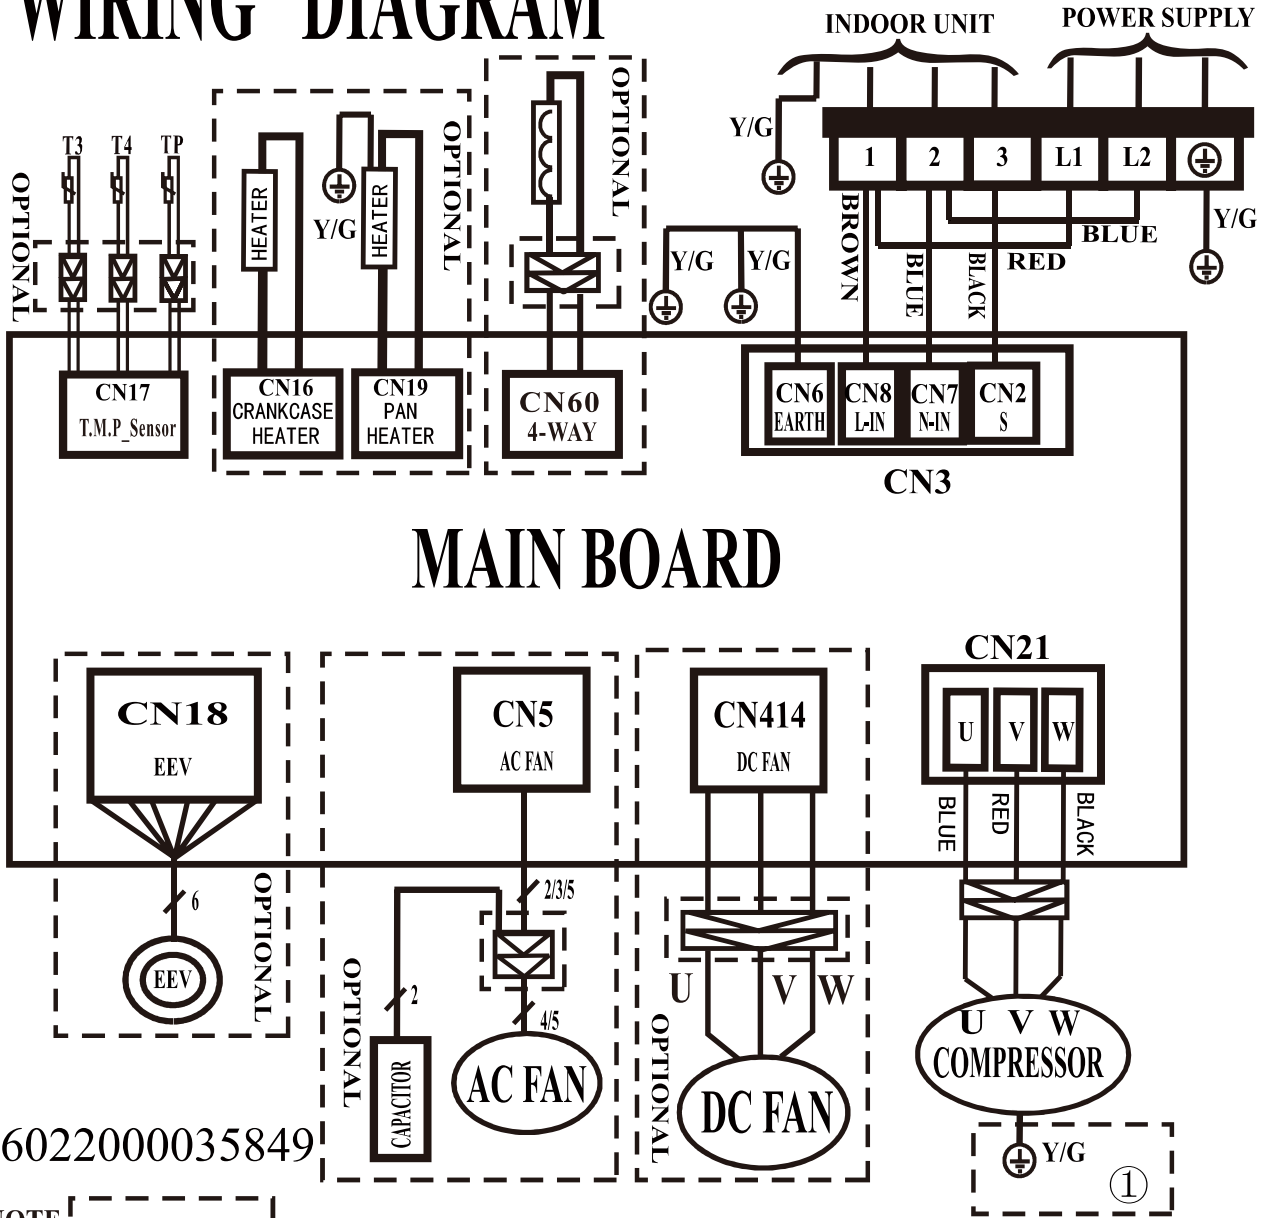 WIRING DIAGRAM
INDOOR UNIT
POWER SUPPLY
Y/G
1
2
3
L1
L2
Y/G
BROWN
BLUE
BLACK
BLUE
RED
T3
T4
TP
OPTIONAL
HEATER
Y/G
HEATER
OPTIONAL
OPTIONAL
Y/G
Y/G
CN17
T.M.P_Sensor
CN16
CRANKCASE
HEATER
CN19
PAN
HEATER
CN60
4-WAY
CN6
EARTH
CN8
L-IN
CN7
N-IN
CN2
S
CN3
MAIN BOARD
CN18
EEV
6
EEV
OPTIONAL
CN5
AC FAN
2/3/5
2
4/5
OPTIONAL
CAPACITOR
AC FAN
CN414
DC FAN
U V W
OPTIONAL
DC FAN
CN21
U
V
W
BLUE
RED
BLACK
U V W
COMPRESSOR
Y/G
①
6022000035849
NOTE